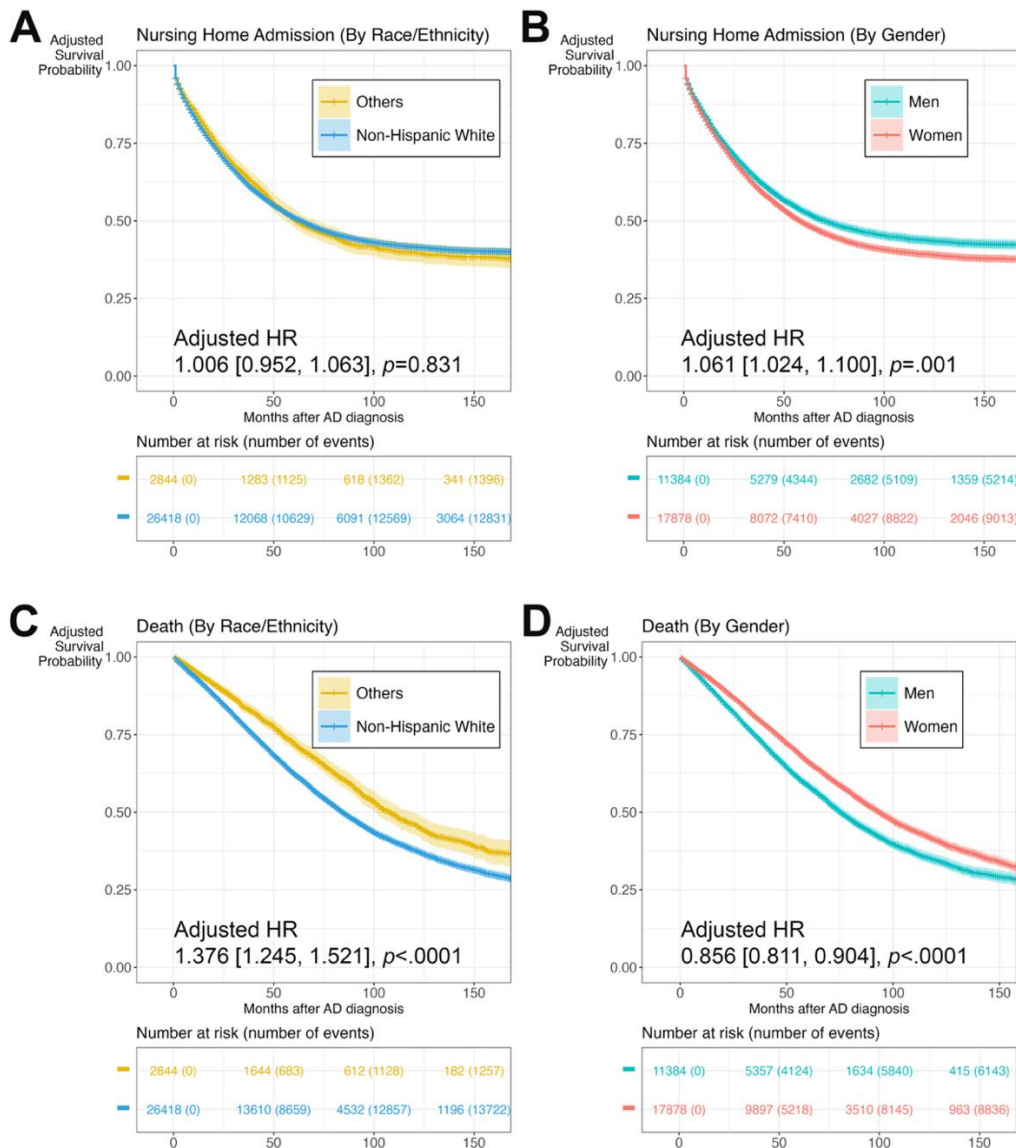 A
Adjusted
Survival
Probability
Nursing Home Admission (By Race/Ethnicity)
1.00
0.75
0.50
0.25
0.00
Others
Non-Hispanic White
Adjusted HR
1.006 [0.952, 1.063], p=0.831
0 50 100 150
Months after AD diagnosis
Number at risk (number of events)
2844 (0) 1283 (1125) 618 (1362) 341 (1396)
26418 (0) 12068 (10629) 6091 (12569) 3064 (12831)
0 50 100 150
B
Adjusted
Survival
Probability
Nursing Home Admission (By Gender)
1.00
0.75
0.50
0.25
0.00
Men
Women
Adjusted HR
1.061 [1.024, 1.100], p=.001
0 50 100 150
Months after AD diagnosis
Number at risk (number of events)
11384 (0) 5279 (4344) 2682 (5109) 1359 (5214)
17878 (0) 8072 (7410) 4027 (8822) 2046 (9013)
0 50 100 150
C
Adjusted
Survival
Probability
Death (By Race/Ethnicity)
1.00
0.75
0.50
0.25
0.00
Others
Non-Hispanic White
Adjusted HR
1.376 [1.245, 1.521], p<.0001
0 50 100 150
Months after AD diagnosis
Number at risk (number of events)
2844 (0) 1644 (683) 612 (1128) 182 (1257)
26418 (0) 13610 (8659) 4532 (12857) 1196 (13722)
0 50 100 150
D
Adjusted
Survival
Probability
Death (By Gender)
1.00
0.75
0.50
0.25
0.00
Men
Women
Adjusted HR
0.856 [0.811, 0.904], p<.0001
0 50 100 150
Months after AD diagnosis
Number at risk (number of events)
11384 (0) 5357 (4124) 1634 (5840) 415 (6143)
17878 (0) 9897 (5218) 3510 (8145) 963 (8836)
0 50 100 150